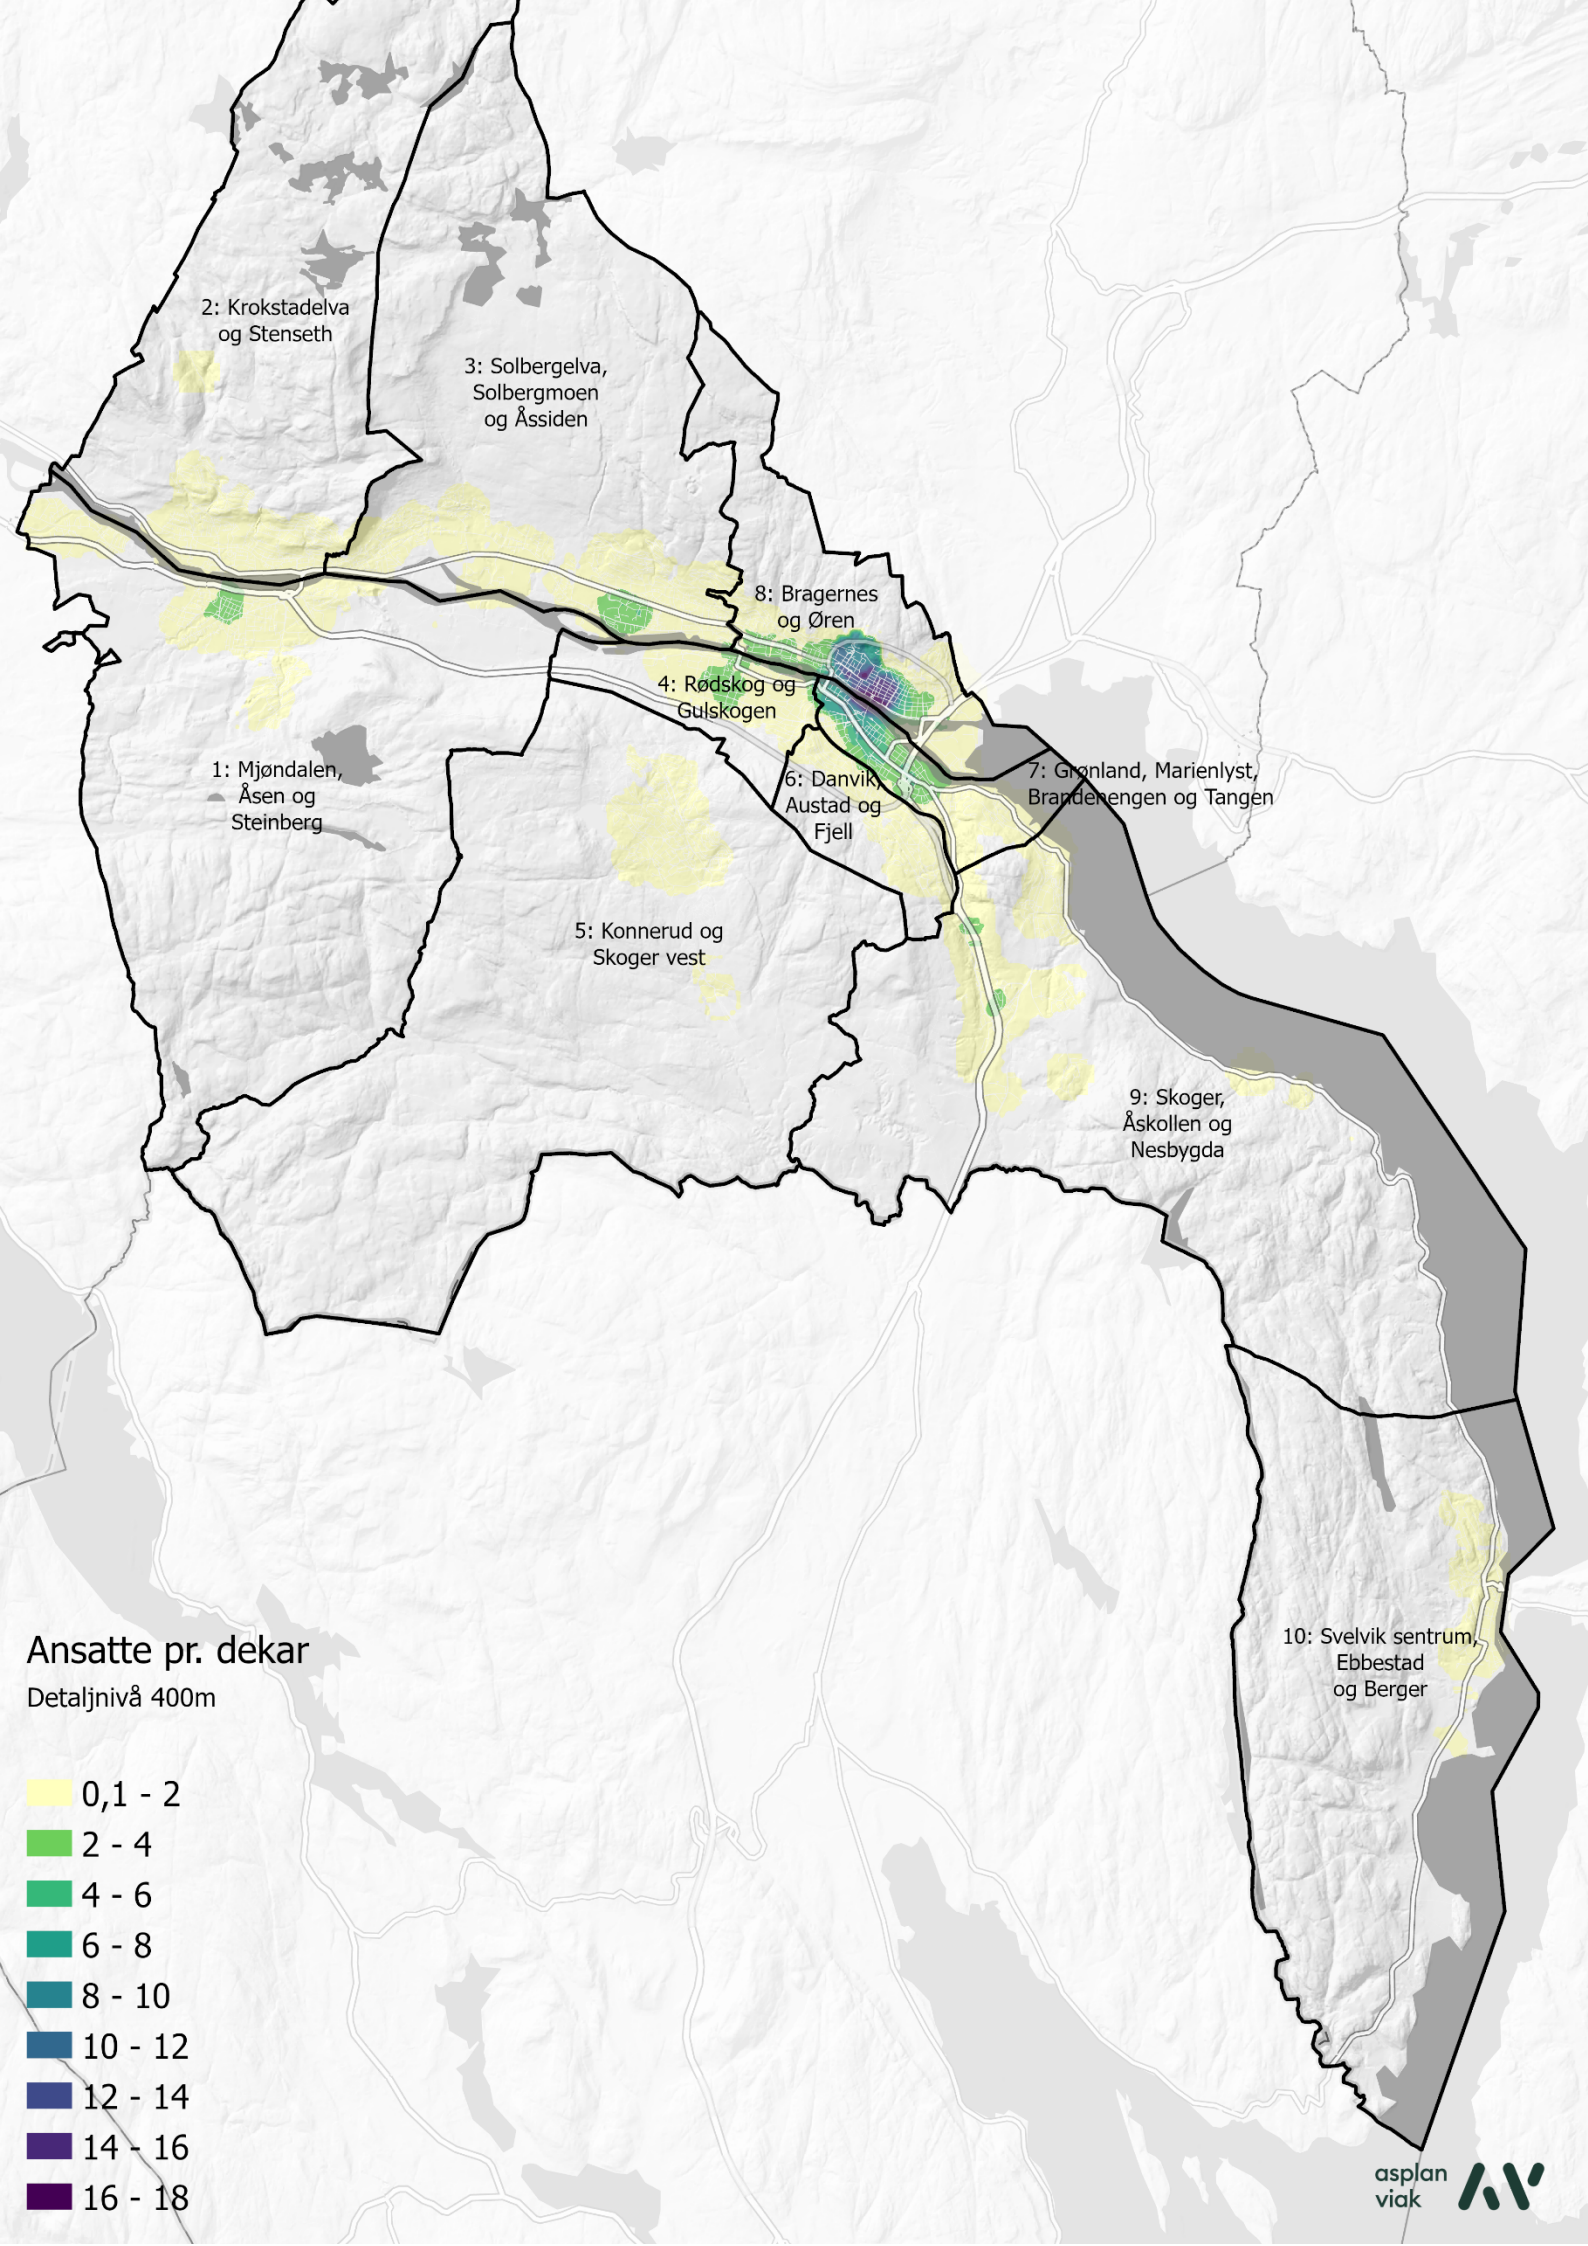 2: Krokstadelva
og Stenseth
3: Solbergelva,
Solbergmoen
og Åssiden
8: Bragernes
og Øren
4: Rødskog og
Gulskogen
1: Mjøndalen,
Åsen og
Steinberg
6: Danvik,
Austad og
Fjell
7: Grønland, Marienlyst,
Brandenengen og Tangen
5: Konnerud og
Skoger vest
9: Skoger,
Åskollen og
Nesbygda
10: Svelvik sentrum,
Ebbestad
og Berger
Ansatte pr. dekar
Detaljnivå 400m
0,1 - 2
2 - 4
4 - 6
6 - 8
8 - 10
10 - 12
12 - 14
14 - 16
16 - 18
asplan
viak